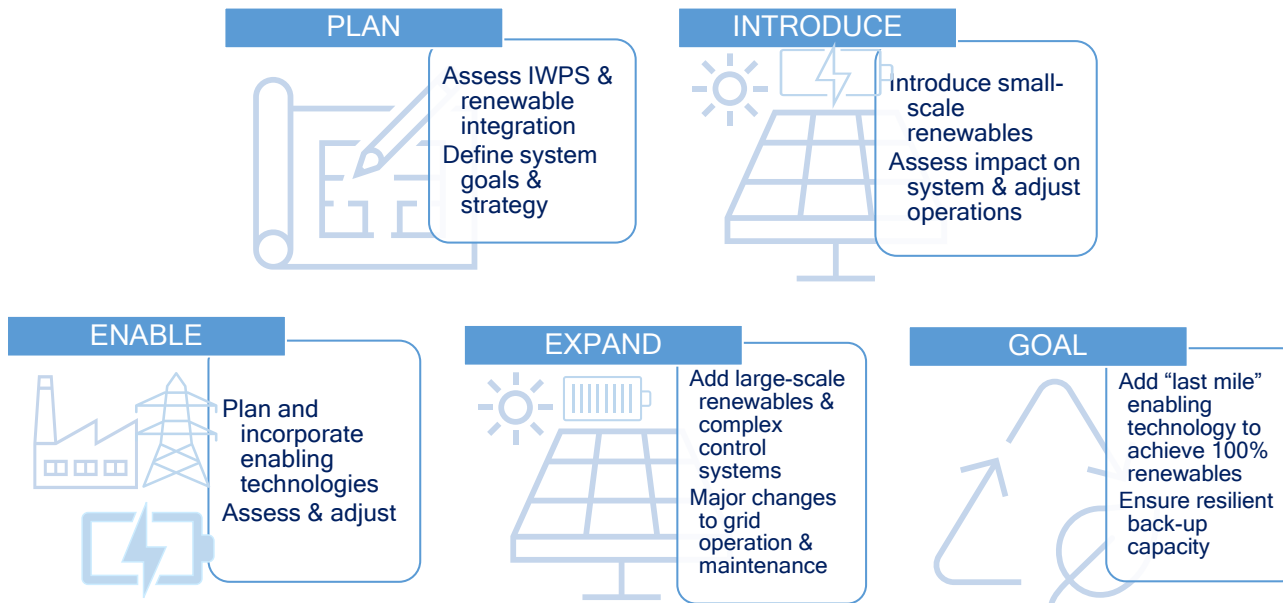 PLAN
Assess IWPS &
renewable
integration
Define system
goals &
strategy
INTRODUCE
Introduce small-
scale
renewables
Assess impact on
system & adjust
operations
ENABLE
Plan and
incorporate
enabling
technologies
Assess & adjust
EXPAND
Add large-scale
renewables &
complex
control
systems
Major changes
to grid
operation &
maintenance
GOAL
Add “last mile”
enabling
technology to
achieve 100%
renewables
Ensure resilient
back-up
capacity